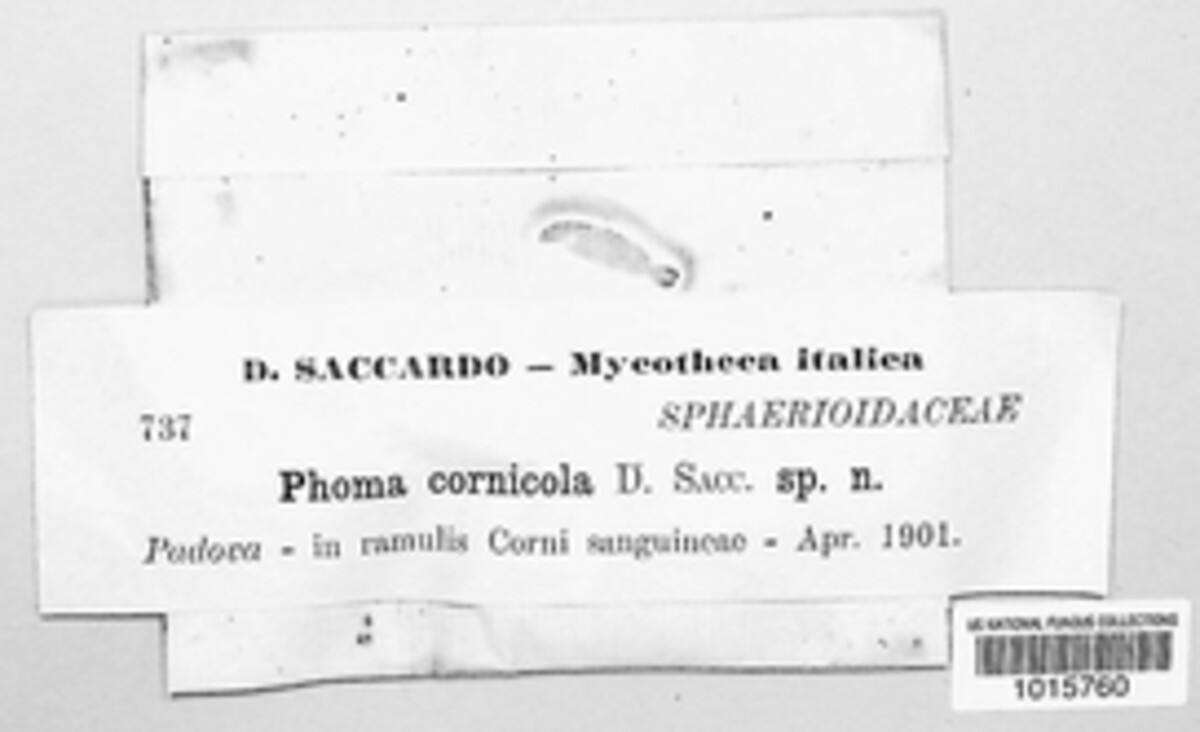 D. SACCARDO — Mycotheca italica
737
SPHAERIOIDACEAE
Phoma cornicola D. Sacc. sp. n.
Padova - in ramulis Corni sanguineae - Apr. 1901.
US NATIONAL FUNGUS COLLECTIONS
1015760